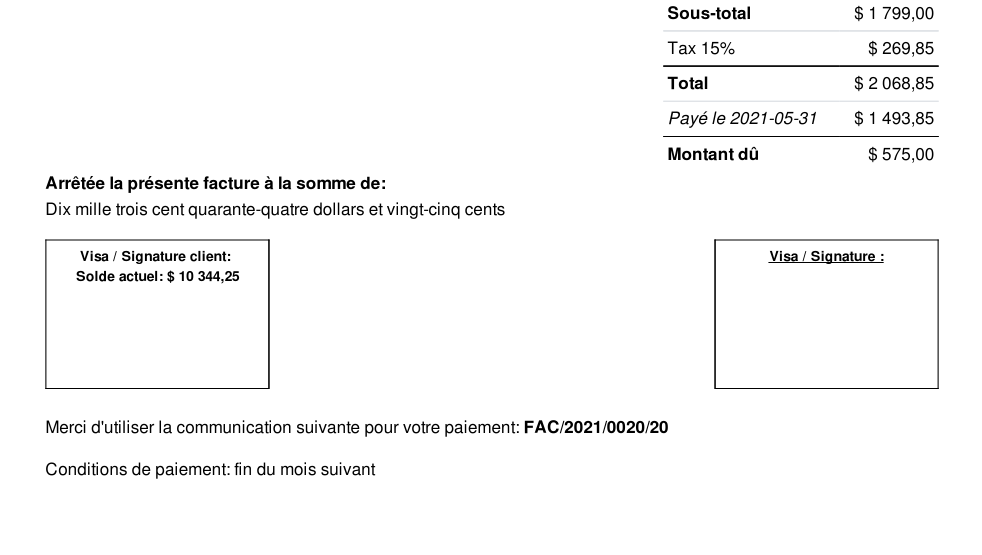 Sous-total $ 1 799,00
Tax 15% $ 269,85
Total $ 2 068,85
Payé le 2021-05-31 $ 1 493,85
Montant dû $ 575,00
Arrêtée la présente facture à la somme de:
Dix mille trois cent quarante-quatre dollars et vingt-cinq cents
Visa / Signature client:
Solde actuel: $ 10 344,25
Visa / Signature :
Merci d'utiliser la communication suivante pour votre paiement: FAC/2021/0020/20
Conditions de paiement: fin du mois suivant